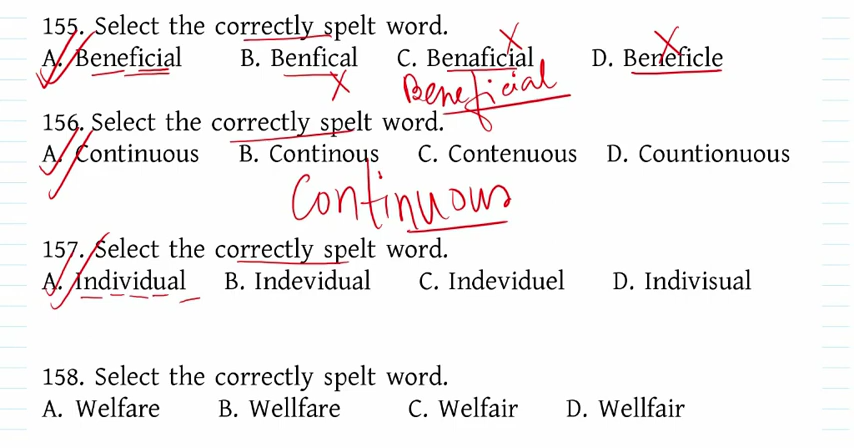 155. Select the correctly spelt word.
A. Beneficial B. Benfical C. Benaficial D. Beneficle
Beneficial
156. Select the correctly spelt word.
A. Continuous B. Continous C. Contenuous D. Countionuous
Continuous
157. Select the correctly spelt word.
A. Individual B. Indevidual C. Indeviduel D. Indivisual
158. Select the correctly spelt word.
A. Welfare B. Wellfare C. Welfair D. Wellfair